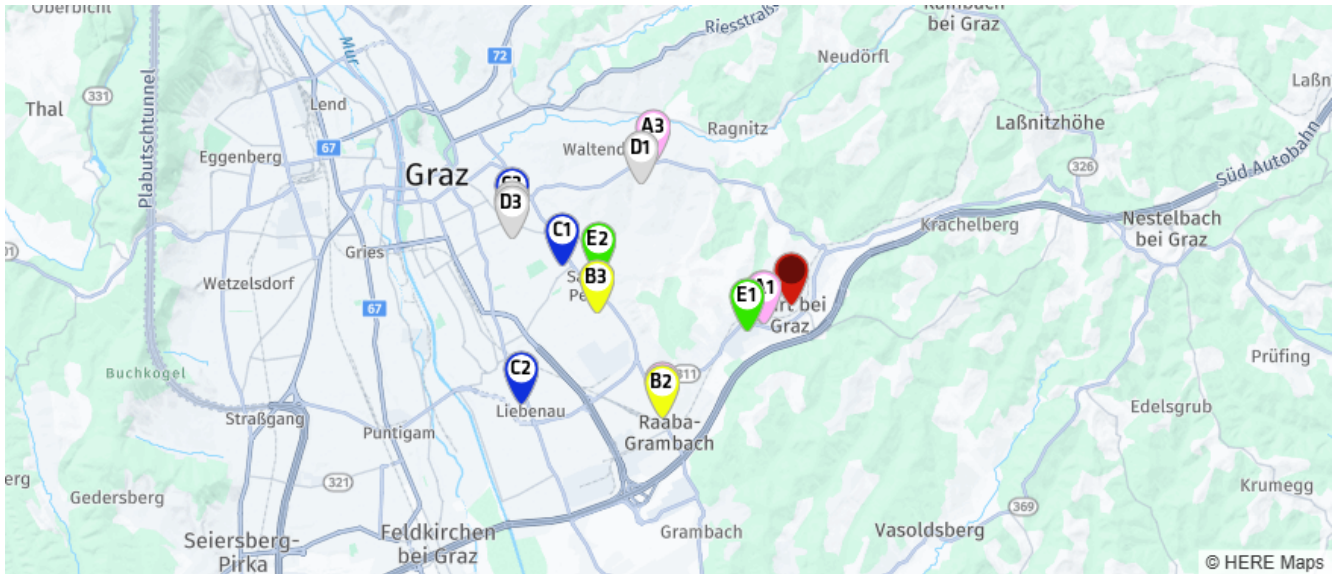 Oberbichl
Kainbach
bei Graz
Riesstraße
Mur
72
Neudörfl
Thal
331
Lend
67
Ragnitz
A3
D1
Laßnitzhöhe
326
Süd Autobahn
Plabutschtunnel
Eggenberg
Graz
D3
C1
E2
B3
Krachelberg
Nestelbach
bei Graz
Gries
Wetzelsdorf
67
A1
E1
Graz
Buchkogel
C2
Liebenau
B2
Raaba-
Grambach
Prüfing
Edelsgrub
Straßgang
Puntigam
321
Gedersberg
Feldkirchen
bei Graz
Seiersberg-
Pirka
Grambach
Vasoldsberg
369
Krumegg
© HERE Maps